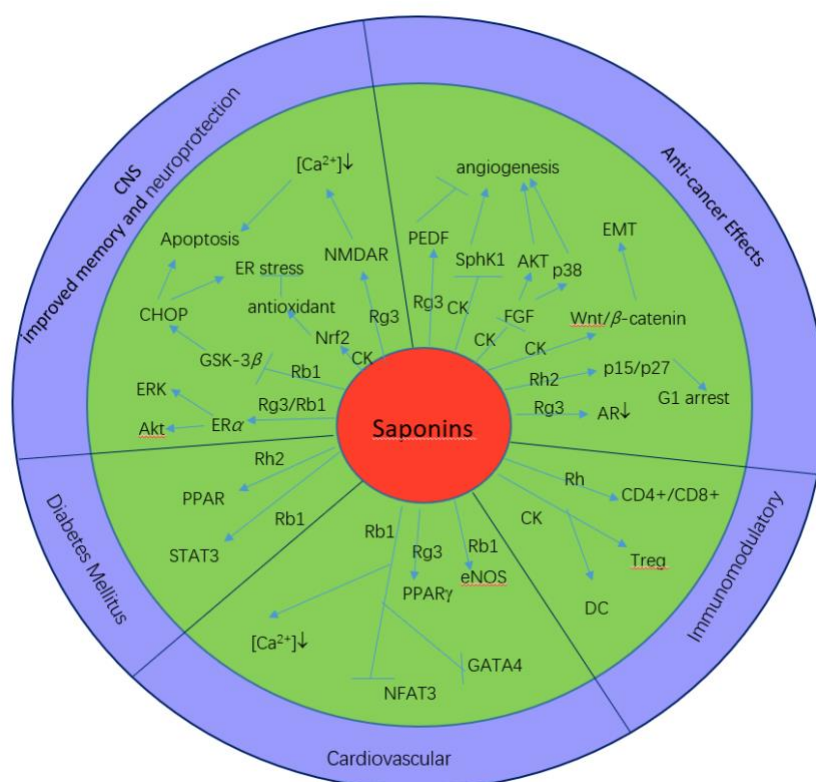 CNS
improved memory and neuroprotection
Anti-cancer Effects
Immunomodulatory
Cardiovascular
Diabetes Mellitus
Saponins
[Ca²⁺]↓
Apoptosis
NMDAR
ER stress
antioxidant
CHOP
Nrf2
Rg3
CK
GSK-3β
Rb1
ERK
Rg3/Rb1
Akt
ERα
angiogenesis
PEDF
SphK1
AKT
p38
EMT
Rg3
CK
FGF
CK
Wnt/β-catenin
CK
Rh2
p15/p27
G1 arrest
Rg3
AR↓
Rh
CD4+/CD8+
CK
Treg
DC
Rh2
PPAR
Rb1
STAT3
Rb1
Rg3
Rb1
eNOS
PPARγ
[Ca²⁺]↓
GATA4
NFAT3